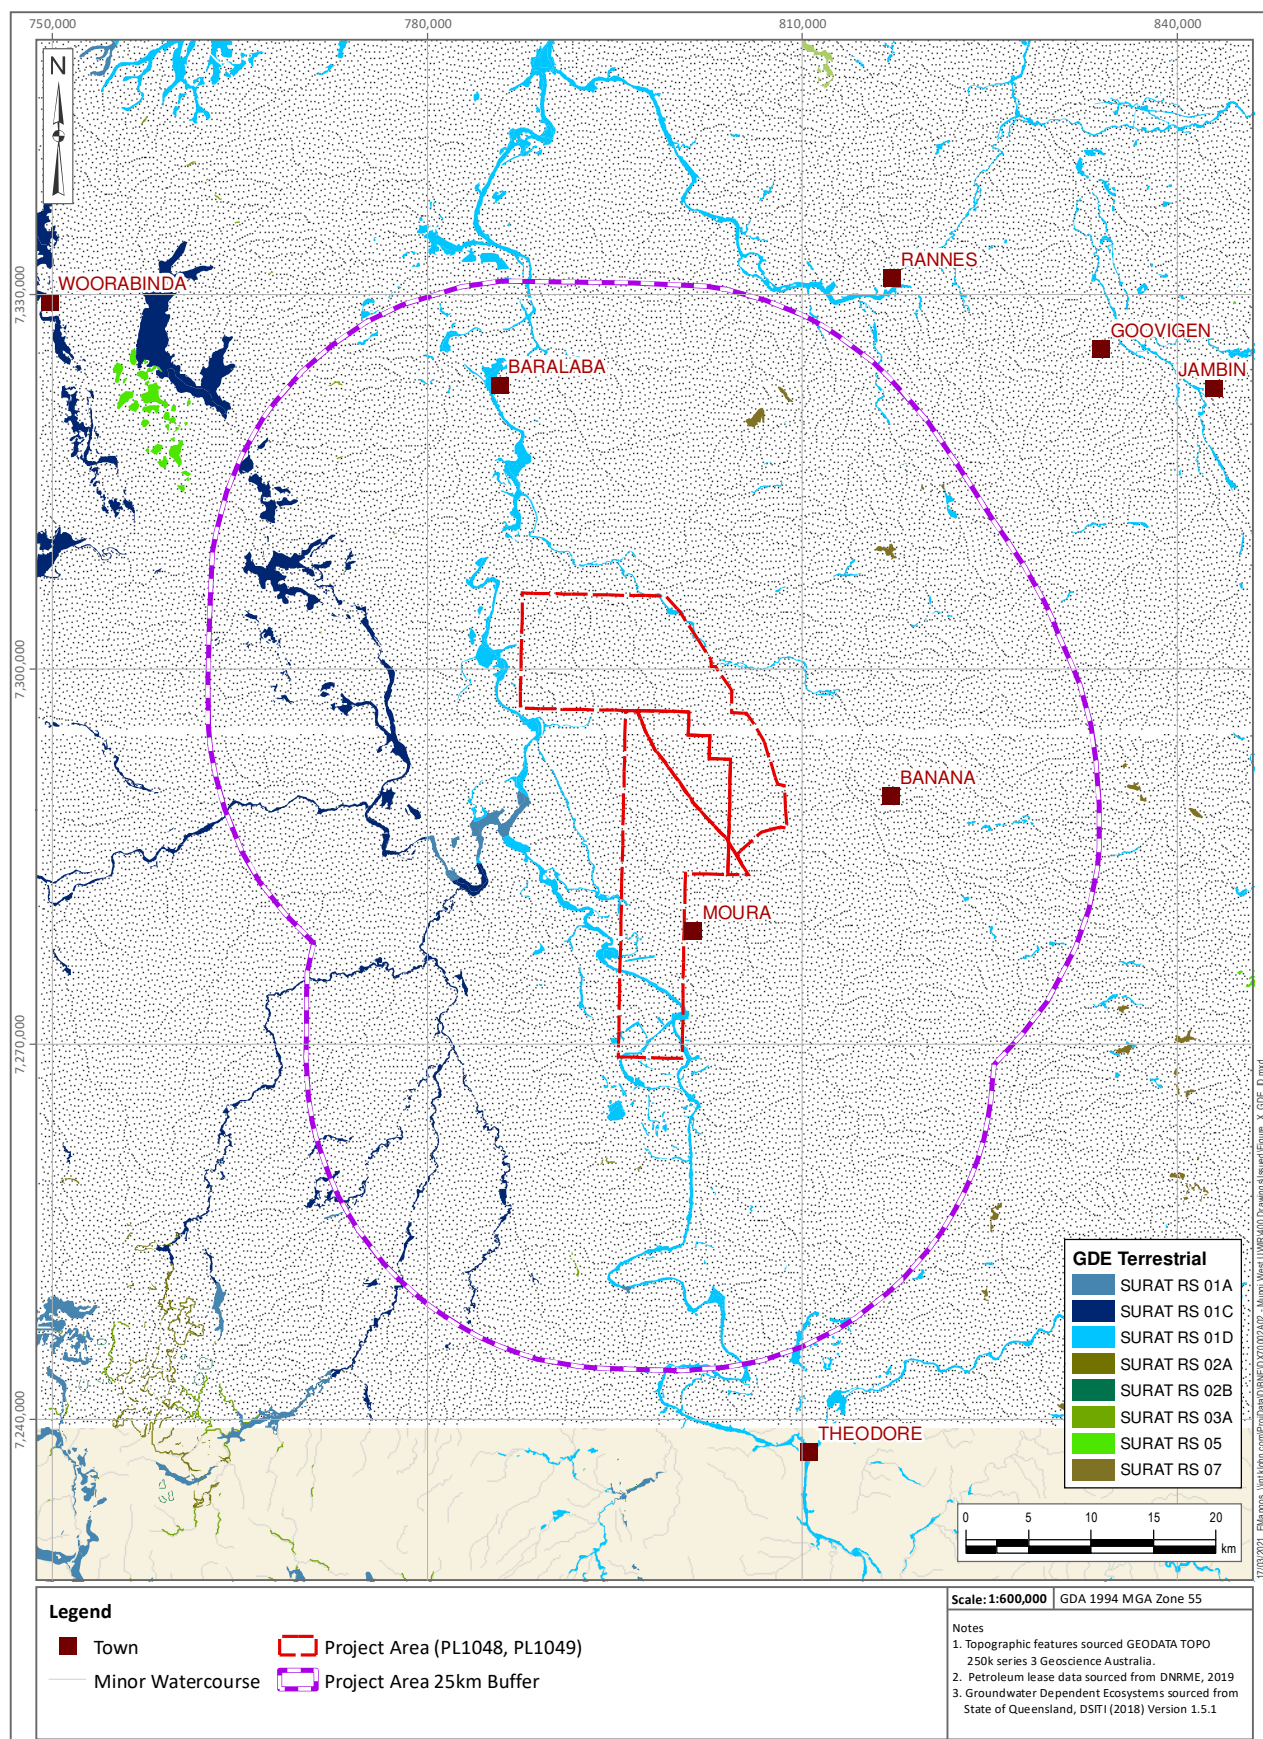 750,000
780,000
810,000
840,000
N
RANNES
WOORABINDA
7,330,000
GOOVIGEN
BARALABA
JAMBIN
7,300,000
BANANA
MOURA
7,270,000
GDE Terrestrial
SURAT RS 01A
SURAT RS 01C
SURAT RS 01D
SURAT RS 02A
SURAT RS 02B
SURAT RS 03A
SURAT RS 05
SURAT RS 07
7,240,000
THEODORE
0 5 10 15 20
km
Legend
Town
Minor Watercourse
Project Area (PL1048, PL1049)
Project Area 25km Buffer
Scale: 1:600,000
GDA 1994 MGA Zone 55
Notes
1. Topographic features sourced GEODATA TOPO
250k series 3 Geoscience Australia.
2. Petroleum lease data sourced from DNRME, 2019
3. Groundwater Dependent Ecosystems sourced from
State of Queensland, DSITI (2018) Version 1.5.1
17/03/2021